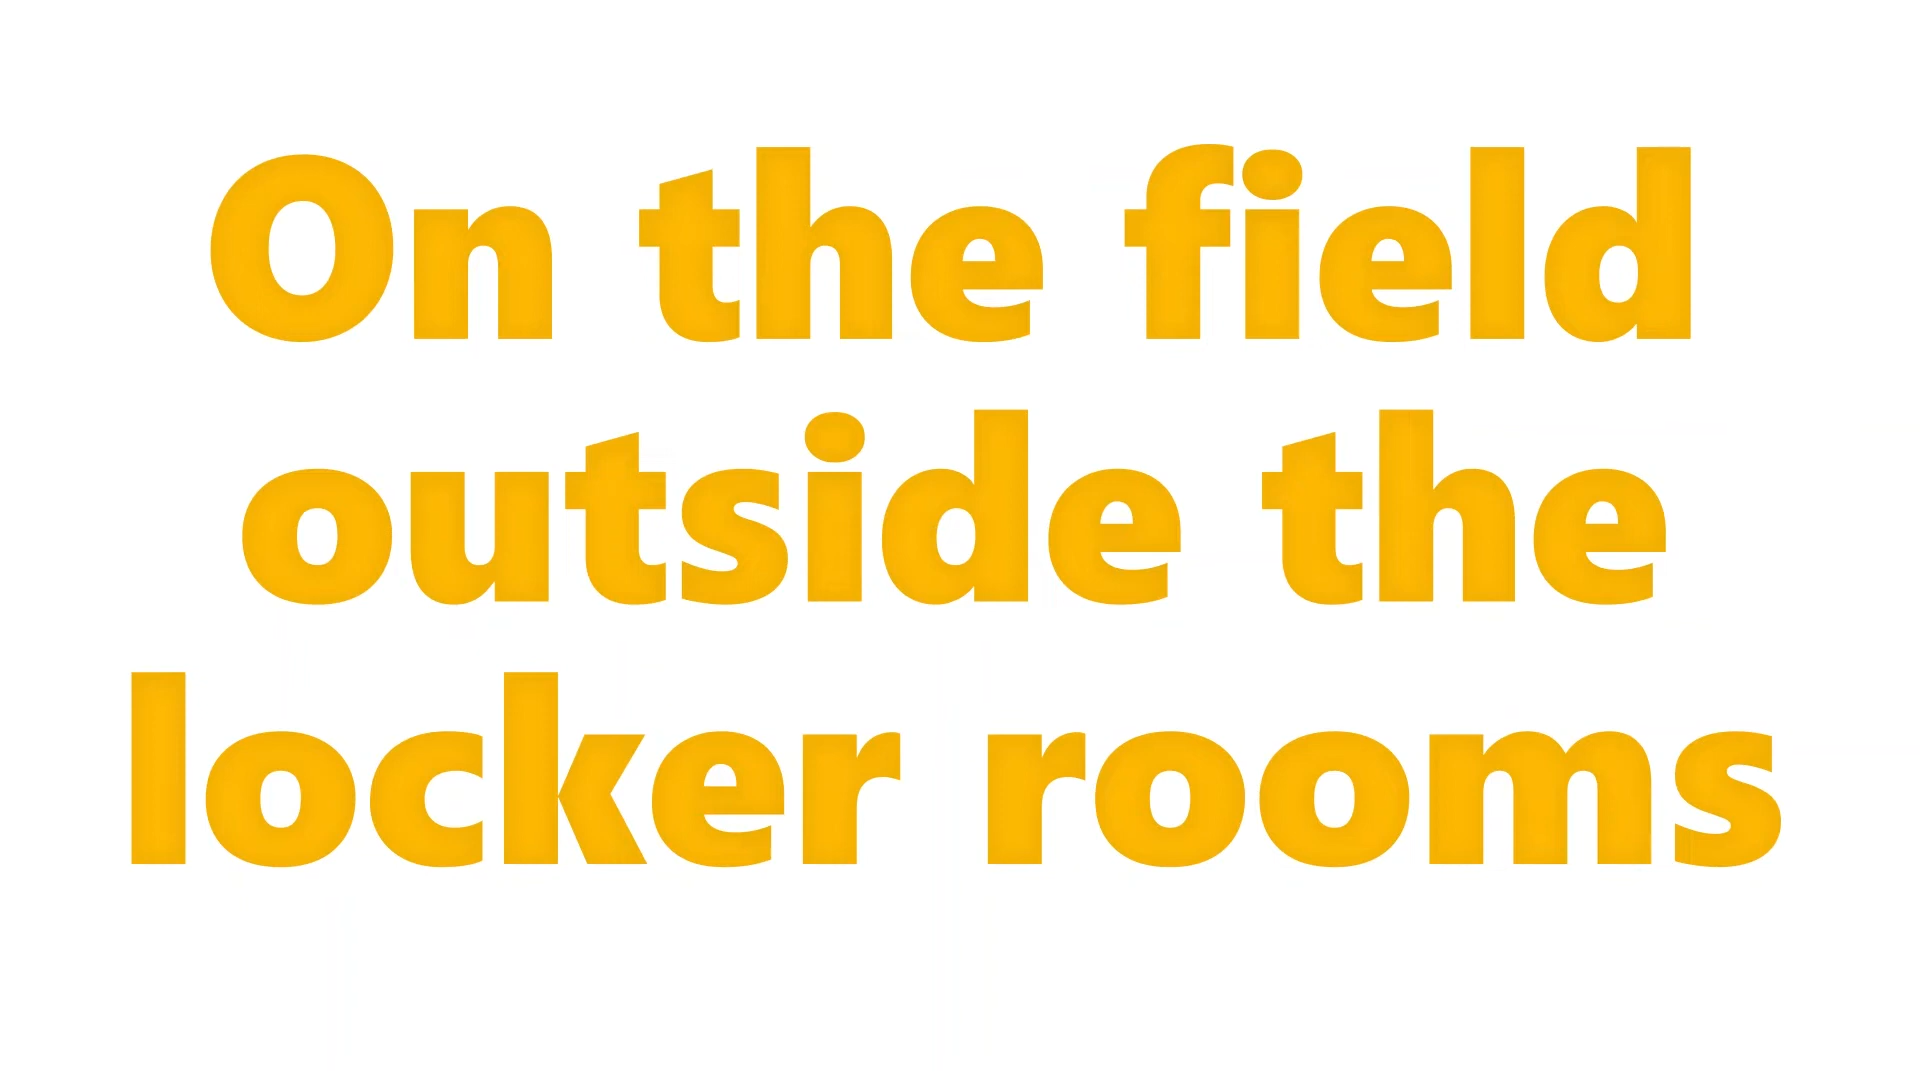 On the field
outside the
locker rooms